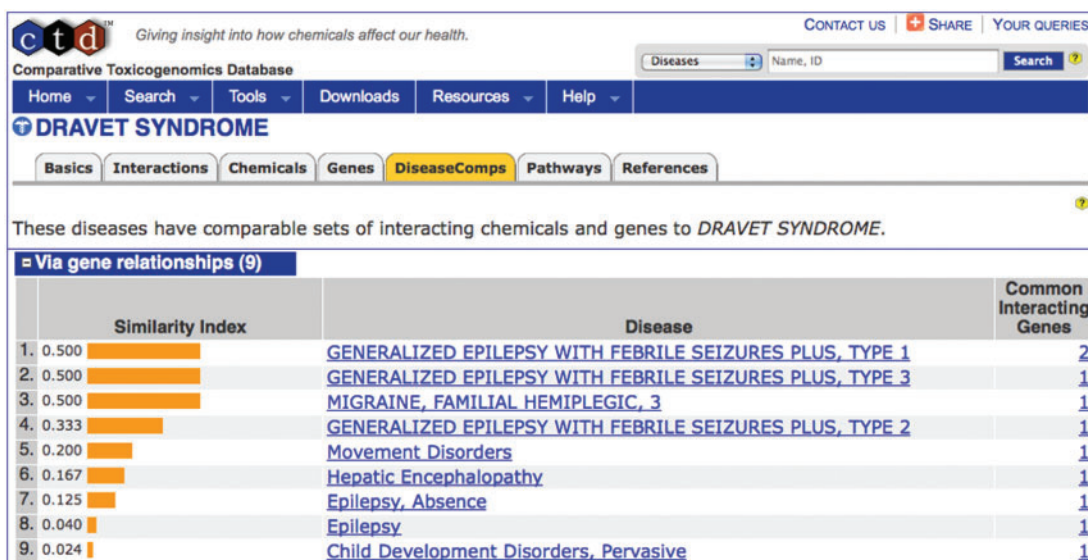 CONTACT US | SHARE | YOUR QUERIES
ctd™ Giving insight into how chemicals affect our health.
Diseases Name, ID Search ?
Comparative Toxicogenomics Database
Home Search Tools Downloads Resources Help
T DRAVET SYNDROME
Basics Interactions Chemicals Genes DiseaseComps Pathways References
?
These diseases have comparable sets of interacting chemicals and genes to DRAVET SYNDROME.
Via gene relationships (9)
Similarity Index Disease Common Interacting Genes
1. 0.500 GENERALIZED EPILEPSY WITH FEBRILE SEIZURES PLUS, TYPE 1 2
2. 0.500 GENERALIZED EPILEPSY WITH FEBRILE SEIZURES PLUS, TYPE 3 1
3. 0.500 MIGRAINE, FAMILIAL HEMIPLEGIC, 3 1
4. 0.333 GENERALIZED EPILEPSY WITH FEBRILE SEIZURES PLUS, TYPE 2 1
5. 0.200 Movement Disorders 1
6. 0.167 Hepatic Encephalopathy 1
7. 0.125 Epilepsy, Absence 1
8. 0.040 Epilepsy 1
9. 0.024 Child Development Disorders, Pervasive 1